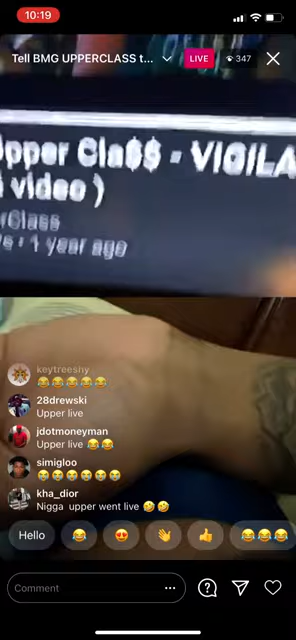 10:19
Tell BMG UPPERCLASS t...
LIVE
347
pper Cla$$ - VIGILA
video )
rClass
1 year ago
keytreeshy
😂😂😂😂😂
28drewski
Upper live
jdotmoneyman
Upper live 😂😂
simigloo
😭😭😭😭😭😭
kha_dior
Nigga upper went live 🤣🤣
Hello
Comment